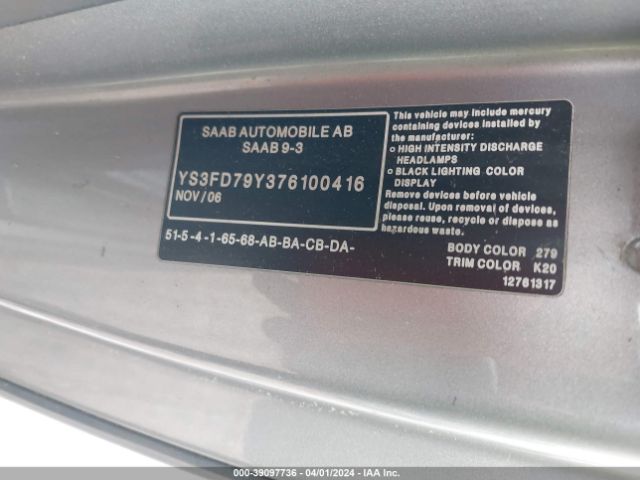 SAAB AUTOMOBILE AB
SAAB 9-3
YS3FD79Y376100416
NOV/06
51-5-4-1-65-68-AB-BA-CB-DA-
This vehicle may include mercury
containing devices installed by
the manufacturer:
○ HIGH INTENSITY DISCHARGE
HEADLAMPS
○ BLACK LIGHTING COLOR
DISPLAY
Remove devices before vehicle
disposal. Upon removal of devices,
please reuse, recycle or dispose as
hazardous waste.
BODY COLOR 279
TRIM COLOR K20
12761317
000-39097736 - 04/01/2024 - IAAI.COM